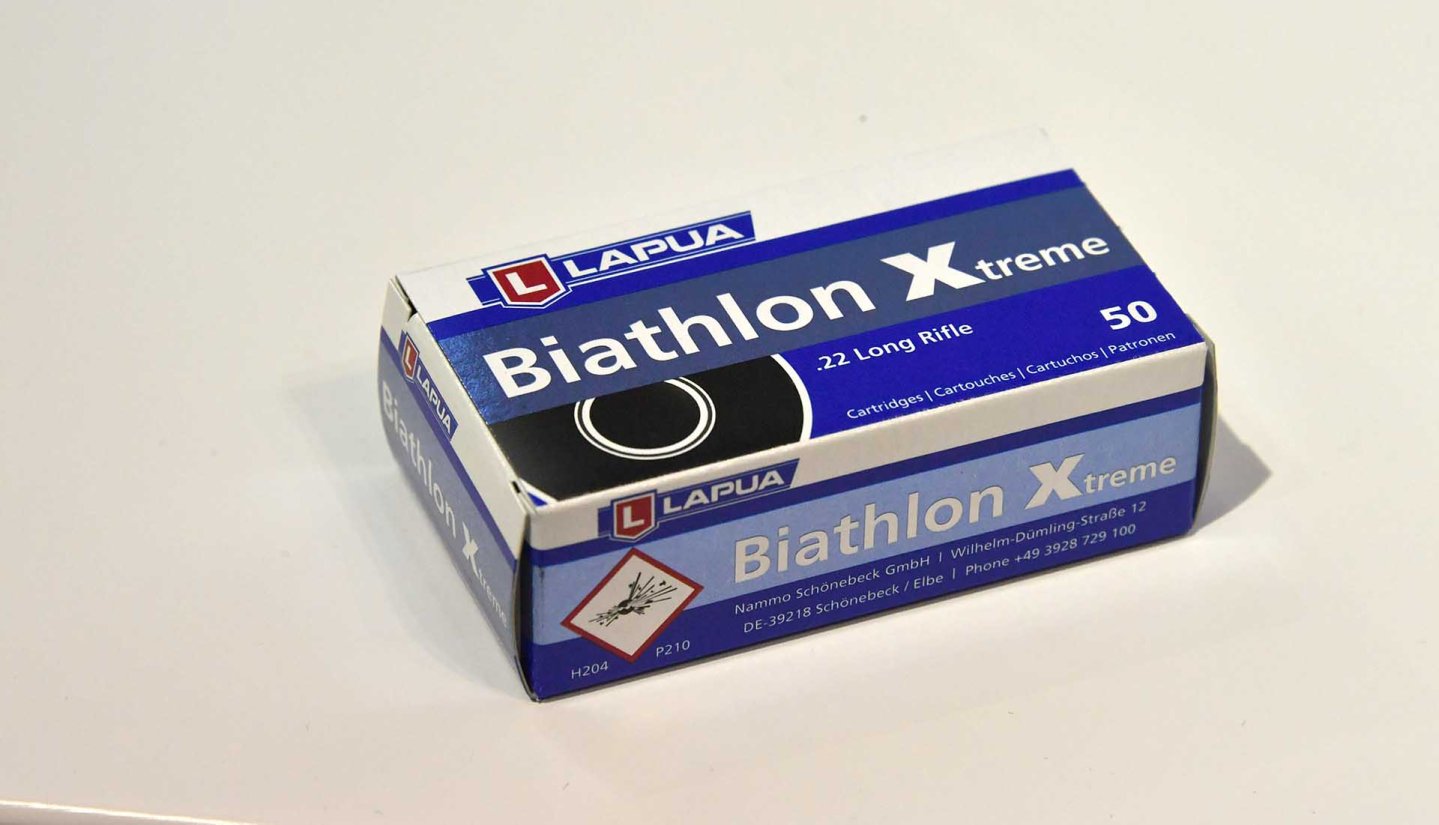 L LAPUA
Biathlon Xtreme
.22 Long Rifle
50
Cartridges | Cartouches | Cartuchos | Patronen
L LAPUA
Biathlon Xtreme
Nammo Schönebeck GmbH | Wilhelm-Dümling-Straße 12
DE-39218 Schönebeck / Elbe | Phone +49 3928 729 100
H204
P210
L LAPUA
Biathlon Xtreme